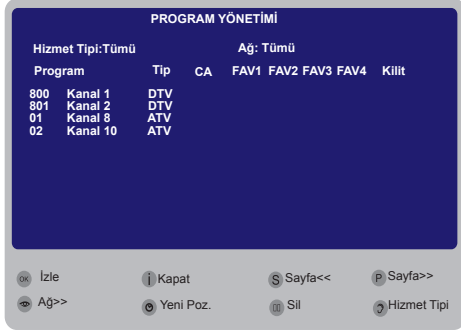 PROGRAM YÖNETİMİ
Hizmet Tipi:Tümü Ağ: Tümü
Program Tip CA FAV1 FAV2 FAV3 FAV4 Kilit
800 Kanal 1 DTV
801 Kanal 2 DTV
01 Kanal 8 ATV
02 Kanal 10 ATV
OK İzle i Kapat S Sayfa<< P Sayfa>>
Ağ>> Yeni Poz. Sil Hizmet Tipi